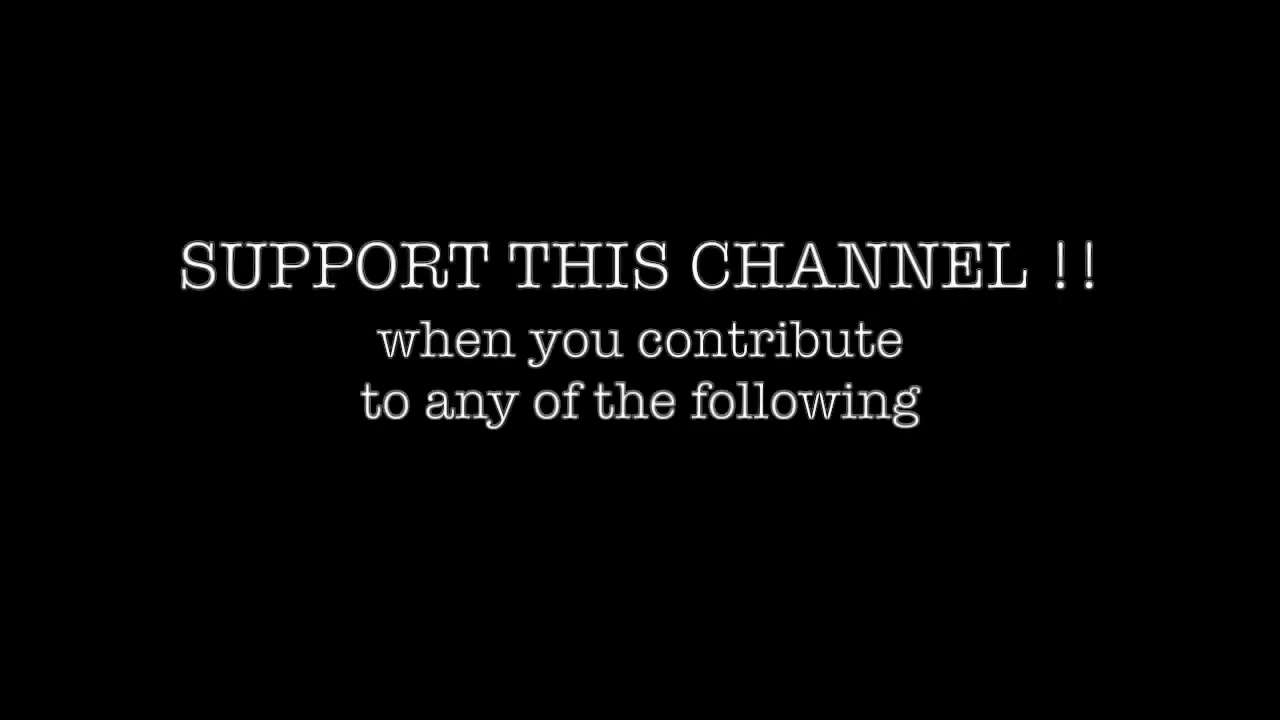 SUPPORT THIS CHANNEL !!
when you contribute
to any of the following